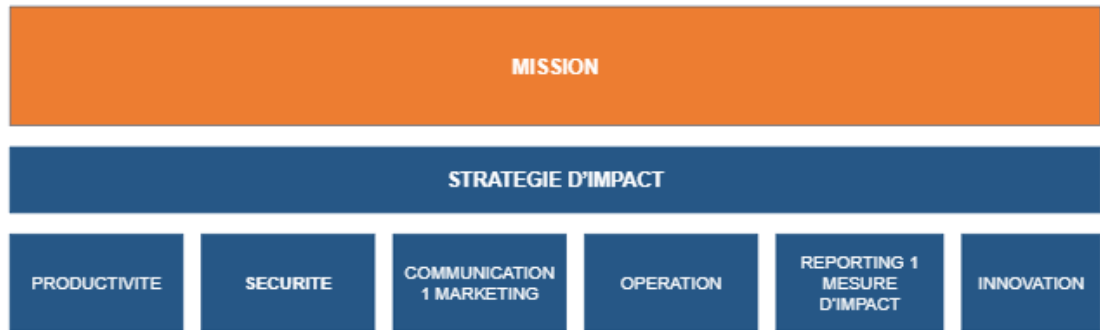 MISSION
STRATEGIE D'IMPACT
PRODUCTIVITE
SECURITE
COMMUNICATION
1 MARKETING
OPERATION
REPORTING 1
MESURE
D'IMPACT
INNOVATION